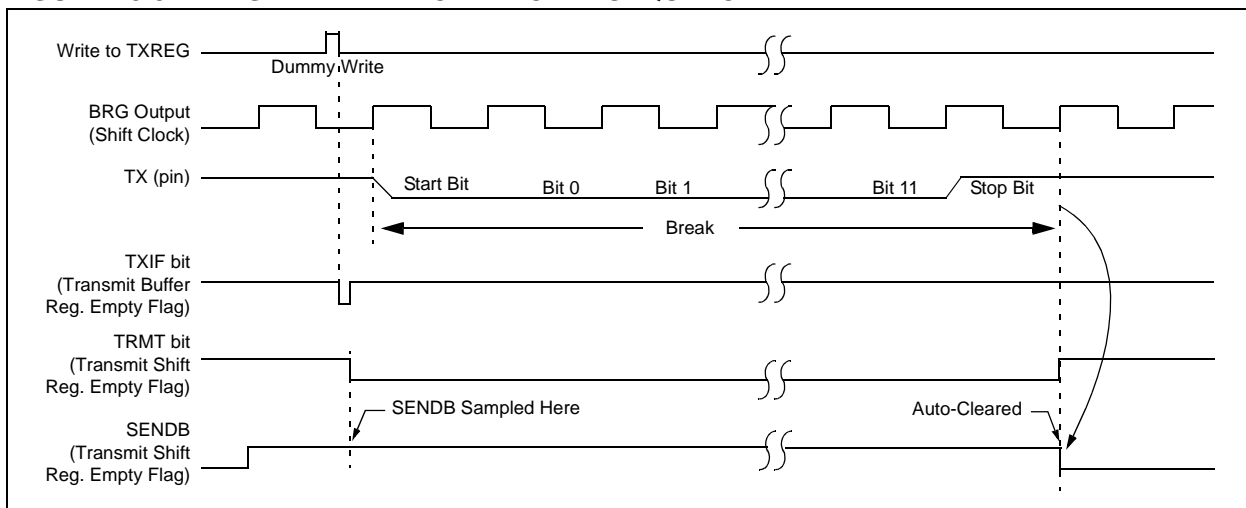 Write to TXREG
Dummy Write
BRG Output
(Shift Clock)
TX (pin)
Start Bit
Bit 0
Bit 1
Bit 11
Stop Bit
Break
TXIF bit
(Transmit Buffer
Reg. Empty Flag)
TRMT bit
(Transmit Shift
Reg. Empty Flag)
SENDB Sampled Here
Auto-Cleared
SENDB
(Transmit Shift
Reg. Empty Flag)